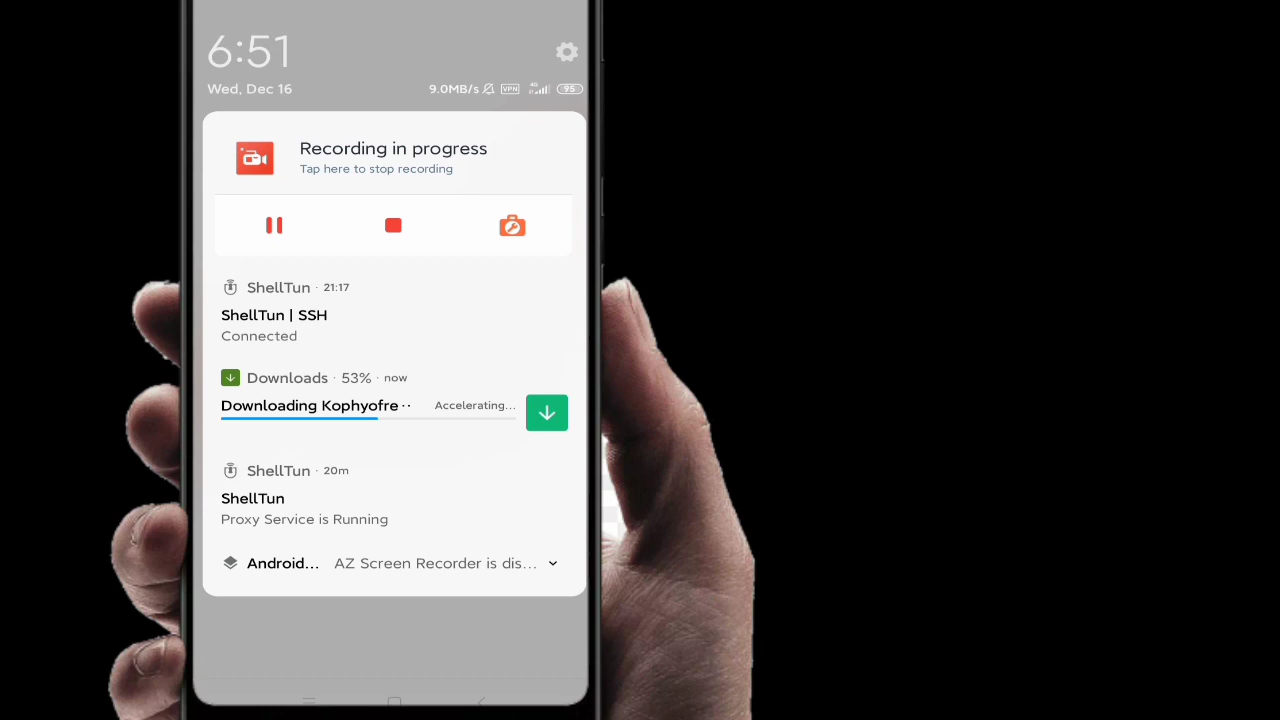 6:51
Wed, Dec 16
9.0MB/s VPN 4G 95
Recording in progress
Tap here to stop recording
ShellTun · 21:17
ShellTun | SSH
Connected
Downloads · 53% · now
Downloading Kophyofre··
Accelerating...
ShellTun · 20m
ShellTun
Proxy Service is Running
Android... AZ Screen Recorder is dis...